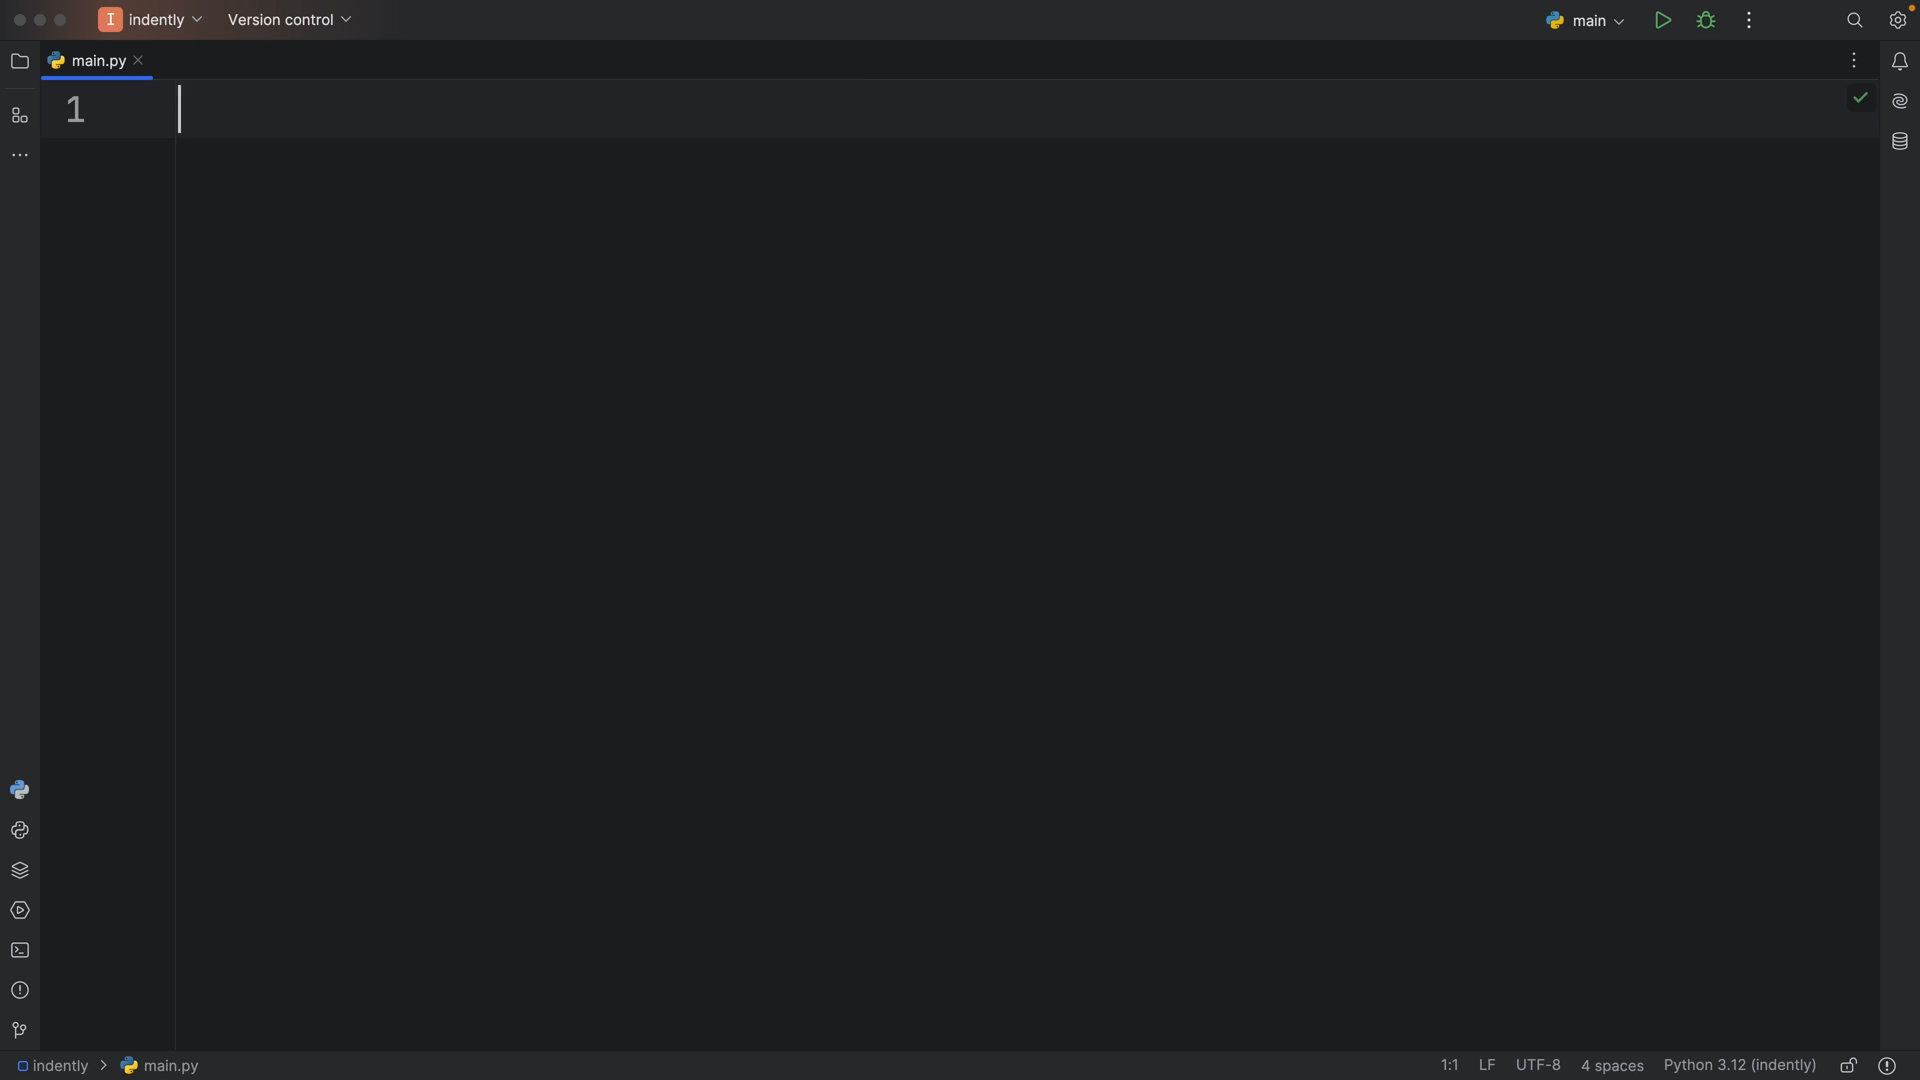 I indently Version control main
main.py
1
indently main.py 1:1 LF UTF-8 4 spaces Python 3.12 (indently)